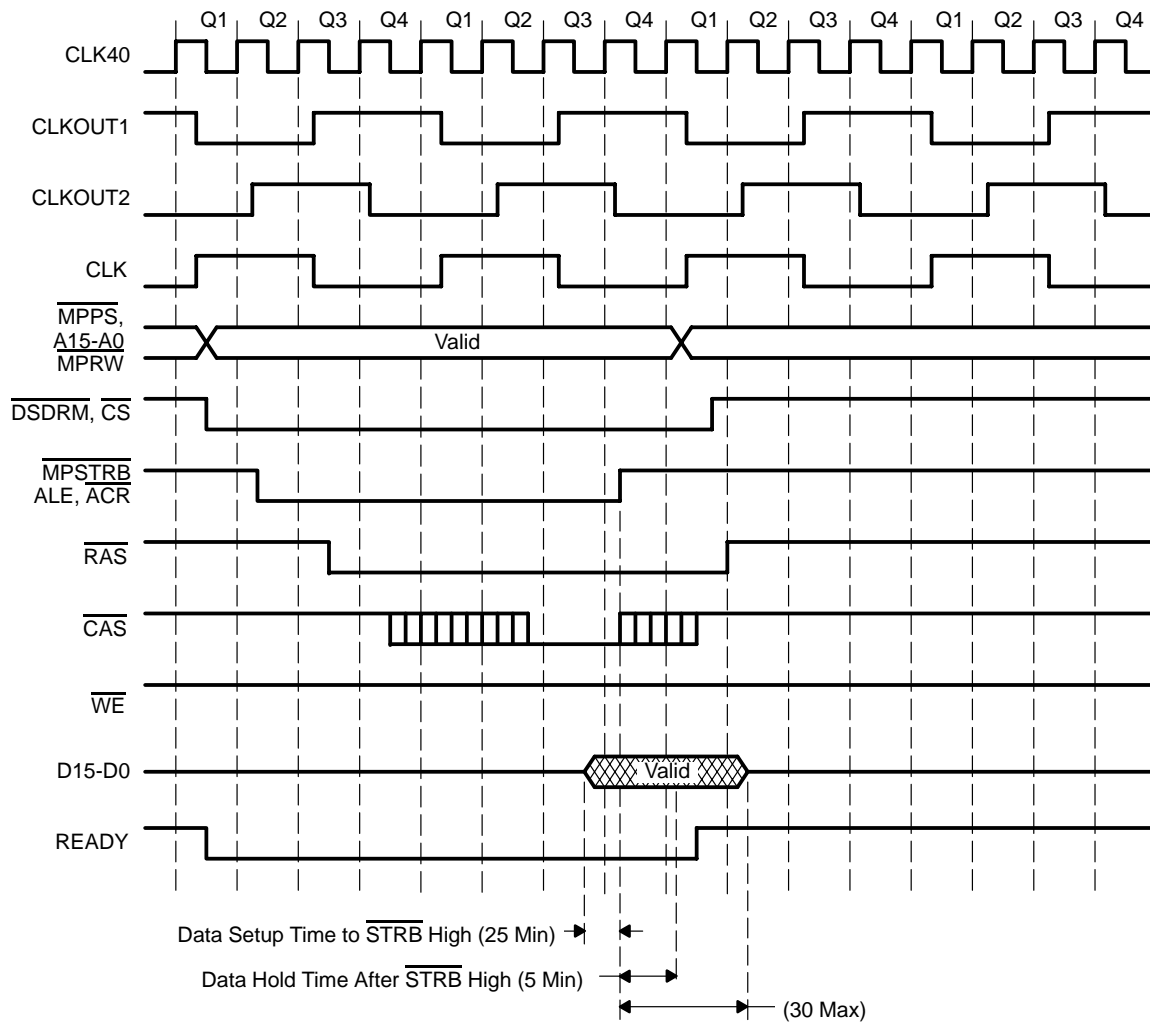 Q1 Q2 Q3 Q4 Q1 Q2 Q3 Q4 Q1 Q2 Q3 Q4 Q1 Q2 Q3 Q4
CLK40
CLKOUT1
CLKOUT2
CLK
MPPS,
A15-A0
MPRW
Valid
DSDRM, CS
MPSTRB
ALE, ACR
RAS
CAS
WE
D15-D0
Valid
READY
Data Setup Time to STRB High (25 Min)
Data Hold Time After STRB High (5 Min)
(30 Max)